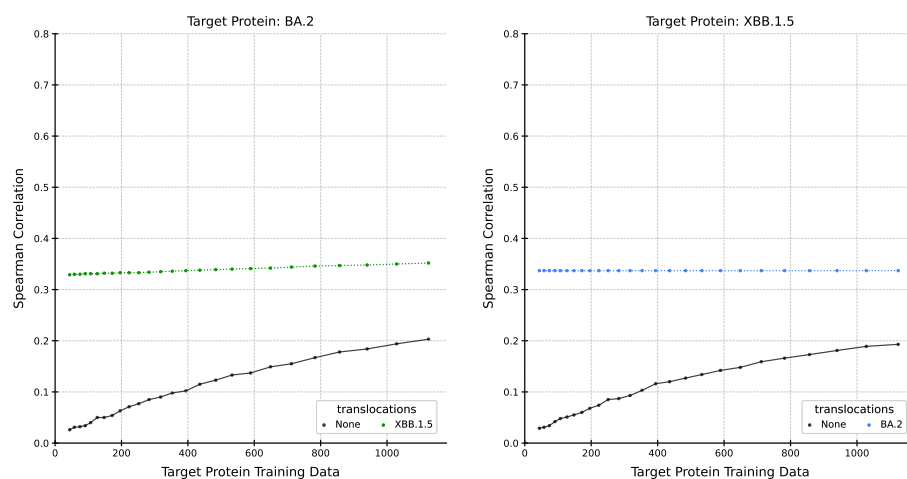 Target Protein: BA.2
0.8
0.7
0.6
0.5
0.4
0.3
0.2
0.1
0.0
Spearman Correlation
0 200 400 600 800 1000
Target Protein Training Data
translocations
None XBB.1.5
Target Protein: XBB.1.5
0.8
0.7
0.6
0.5
0.4
0.3
0.2
0.1
0.0
Spearman Correlation
0 200 400 600 800 1000
Target Protein Training Data
translocations
None BA.2